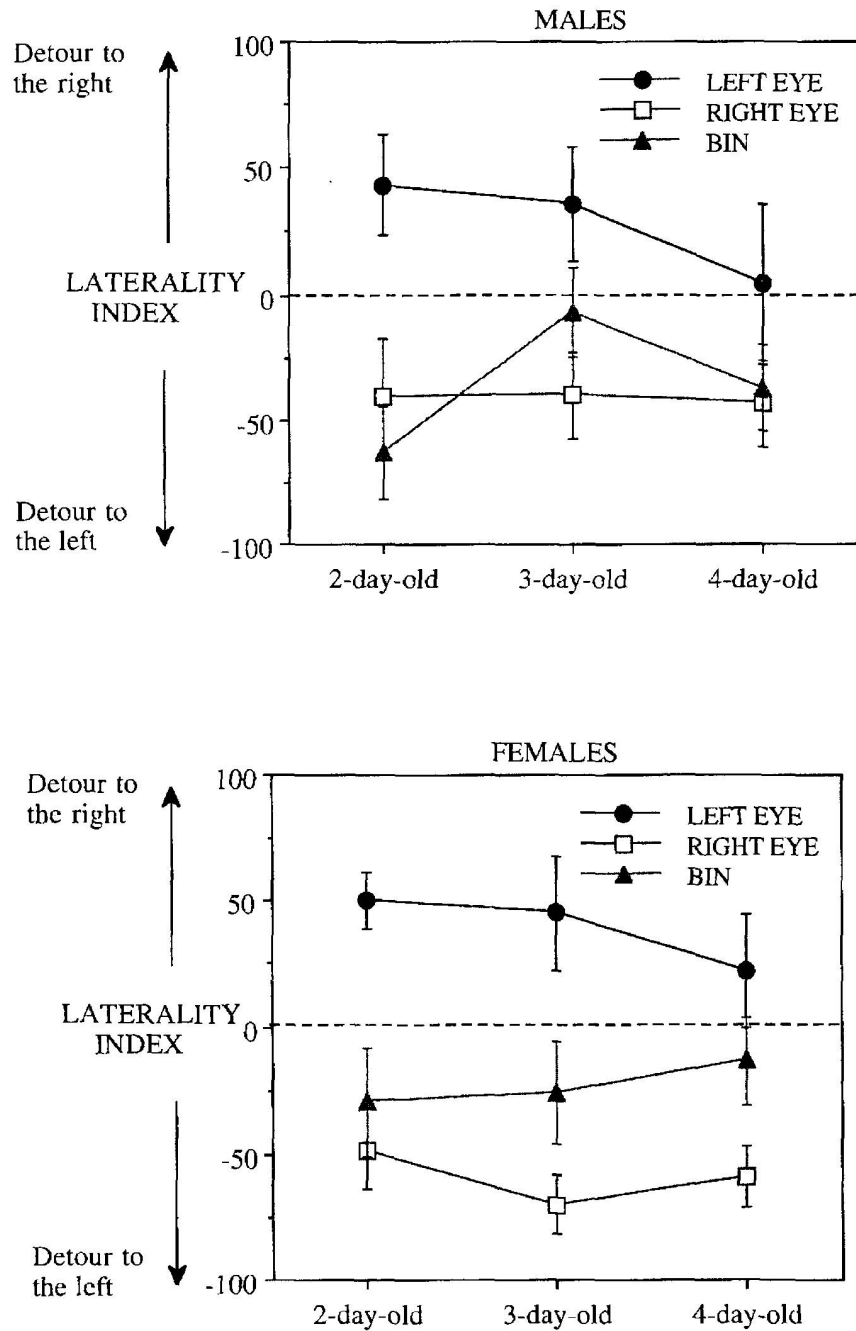 MALES
Detour to
the right
100
50
0
-50
-100
LEFT EYE
RIGHT EYE
BIN
LATERALITY
INDEX
Detour to
the left
2-day-old 3-day-old 4-day-old
FEMALES
Detour to
the right
100
50
0
-50
-100
LEFT EYE
RIGHT EYE
BIN
LATERALITY
INDEX
Detour to
the left
2-day-old 3-day-old 4-day-old